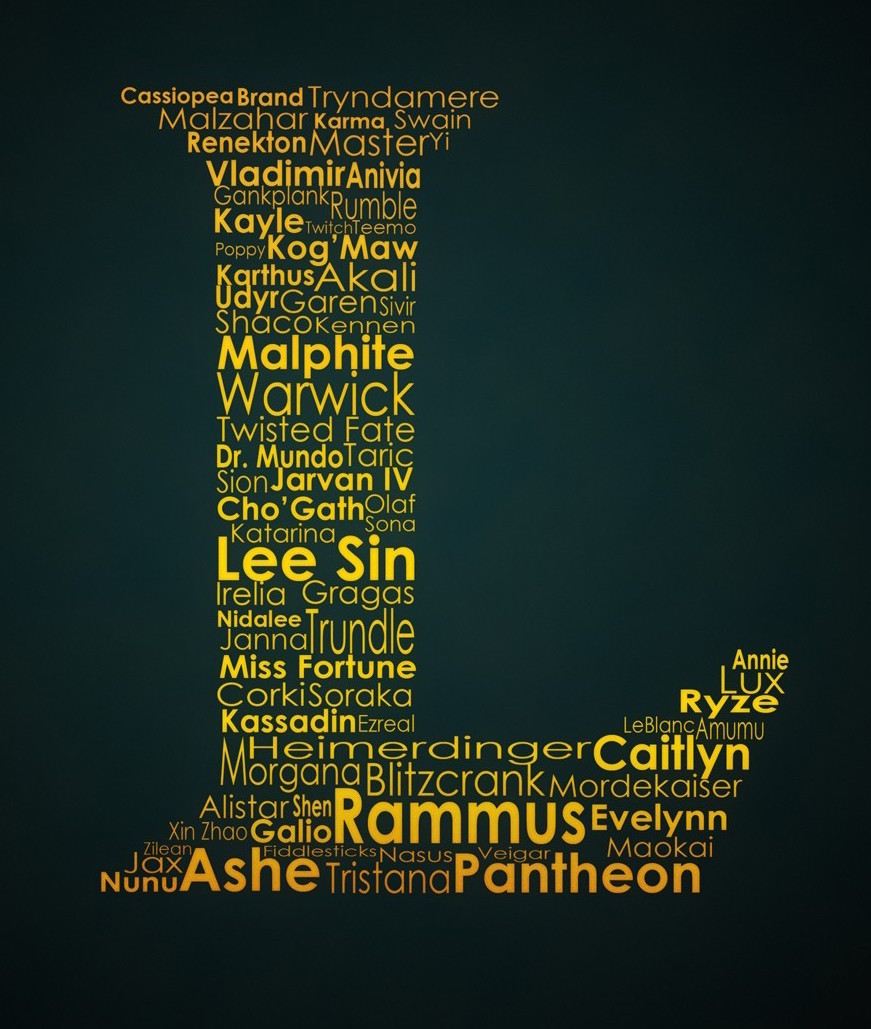 Cassiopea Brand Tryndamere
Malzahar Karma Swain
Renekton Master Yi
Vladimir Anivia
Gankplank Rumble
Kayle Twitch Teemo
Poppy Kog'Maw
Karthus Akali
Udyr Garen Sivir
Shaco Kennen
Malphite
Warwick
Twisted Fate
Dr. Mundo Taric
Sion Jarvan IV
Cho'Gath Olaf
Katarina Sona
Lee Sin
Irelia Gragas
Nidalee Trundle
Janna
Miss Fortune
Annie
Corki Soraka Lux
Ryze
Kassadin Ezreal LeBlanc Amumu
Heimerdinger Caitlyn
Morgana Blitzcrank Mordekaiser
Alistar Shen Rammus Evelynn
Xin Zhao Galio
Zilean Fiddlesticks Nasus Veigar Maokai
Jax
Nunu Ashe Tristana Pantheon